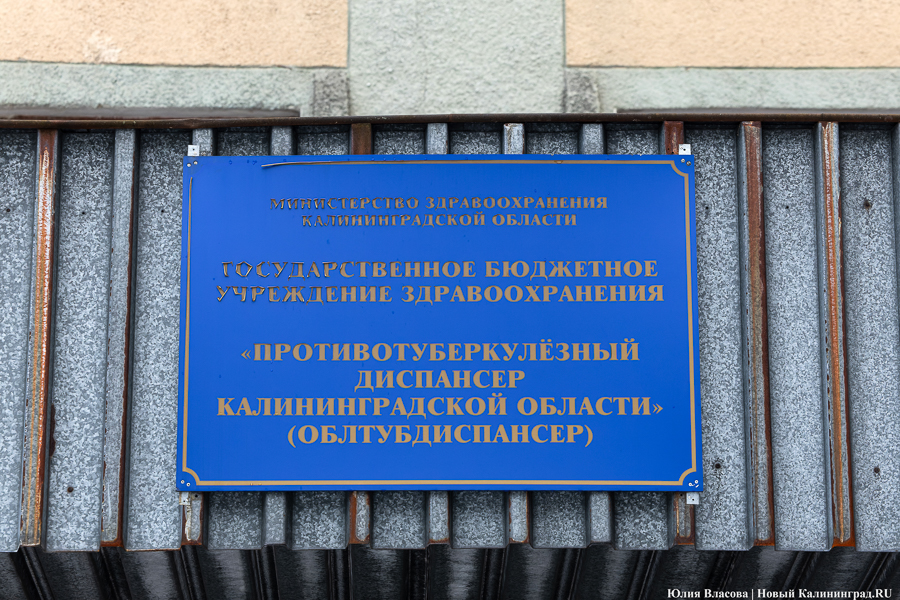 МИНИСТЕРСТВО ЗДРАВООХРАНЕНИЯ
КАЛИНИНГРАДСКОЙ ОБЛАСТИ
ГОСУДАРСТВЕННОЕ БЮДЖЕТНОЕ
УЧРЕЖДЕНИЕ ЗДРАВООХРАНЕНИЯ
«ПРОТИВОТУБЕРКУЛЁЗНЫЙ
ДИСПАНСЕР
КАЛИНИНГРАДСКОЙ ОБЛАСТИ»
(ОБЛТУБДИСПАНСЕР)
Юлия Власова | Новый Калининград.RU